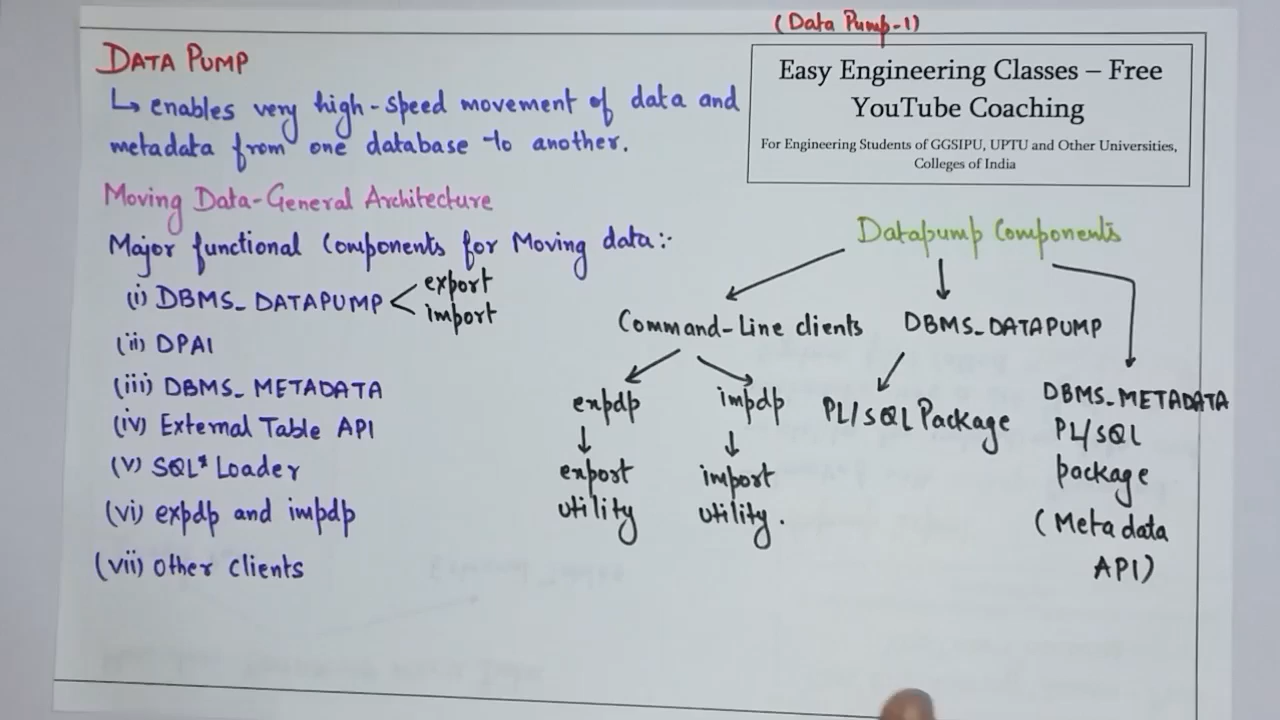 (Data Pump-1)
DATA PUMP
↳ enables very high-speed movement of data and
metadata from one database to another.
Easy Engineering Classes – Free
YouTube Coaching
For Engineering Students of GGSIPU, UPTU and Other Universities,
Colleges of India
Moving Data-General Architecture
Major functional Components for Moving data:-
(i) DBMS_DATAPUMP
export
import
(ii) DPAI
(iii) DBMS_METADATA
(iv) External Table API
(v) SQL* Loader
(vi) expdp and impdp
(vii) other clients
Datapump Components
Command-Line clients
expdp
export
utility
impdp
import
utility.
DBMS_DATAPUMP
PL/SQL Package
DBMS_METADATA
PL/SQL
package
(Metadata
API)